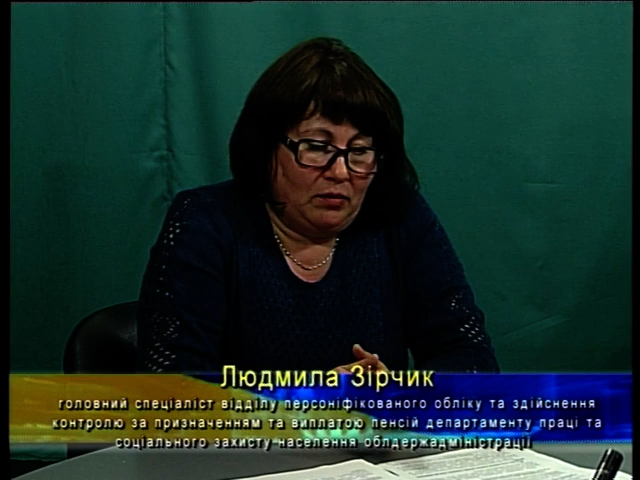 Людмила Зірчик
головний спеціаліст відділу персоніфікованого обліку та здійснення
контролю за призначенням та виплатою пенсій департаменту праці та
соціального захисту населення облдержадміністрації